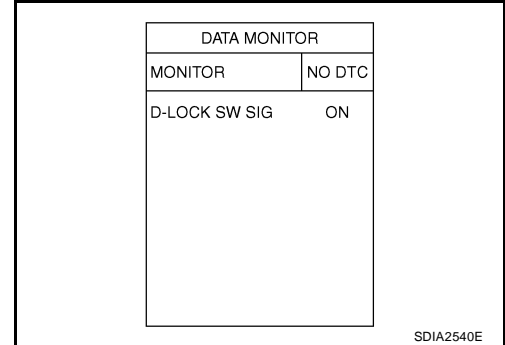 DATA MONITOR
MONITOR NO DTC
D-LOCK SW SIG ON
SDIA2540E